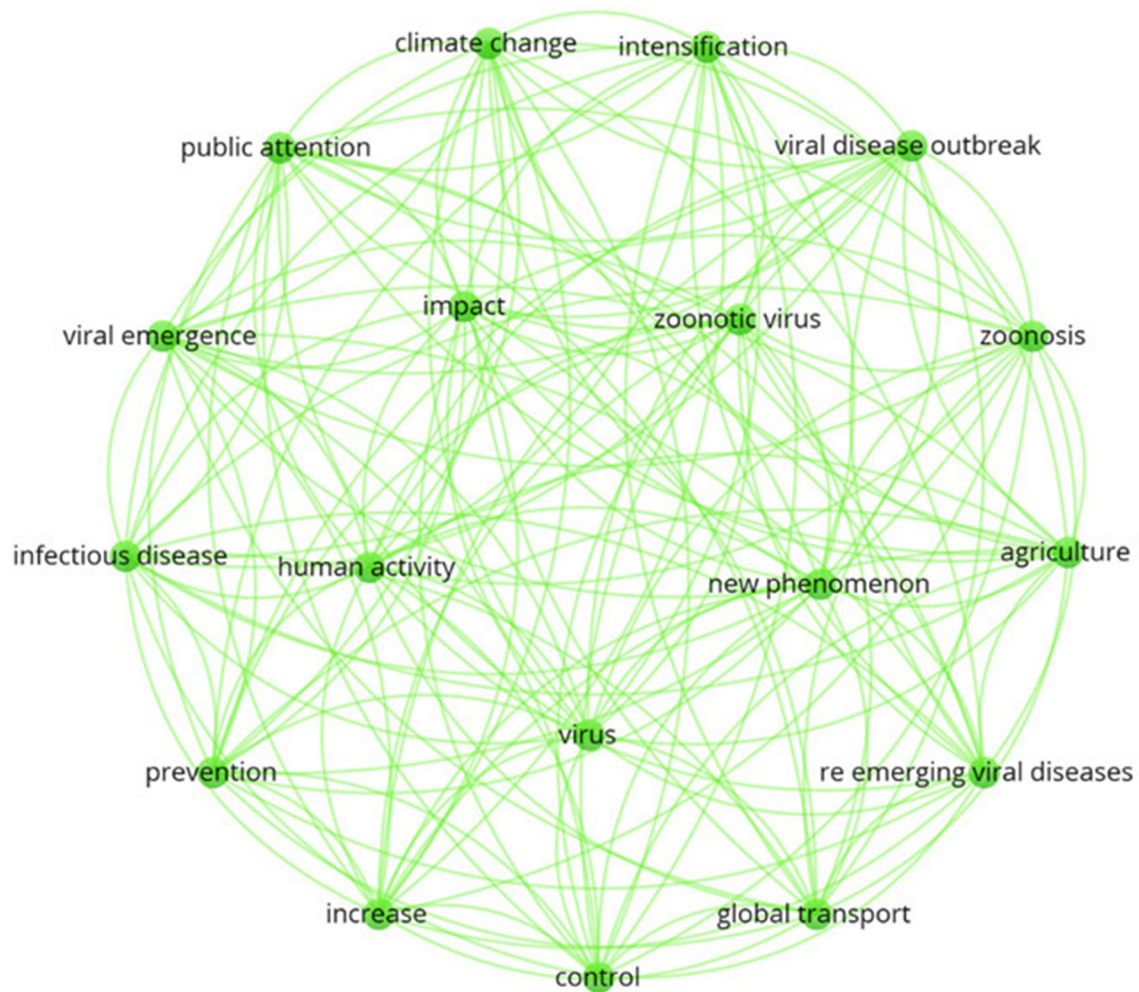 climate change
intensification
public attention
viral disease outbreak
impact
zoonotic virus
viral emergence
zoonosis
infectious disease
human activity
new phenomenon
agriculture
virus
prevention
re emerging viral diseases
increase
global transport
control